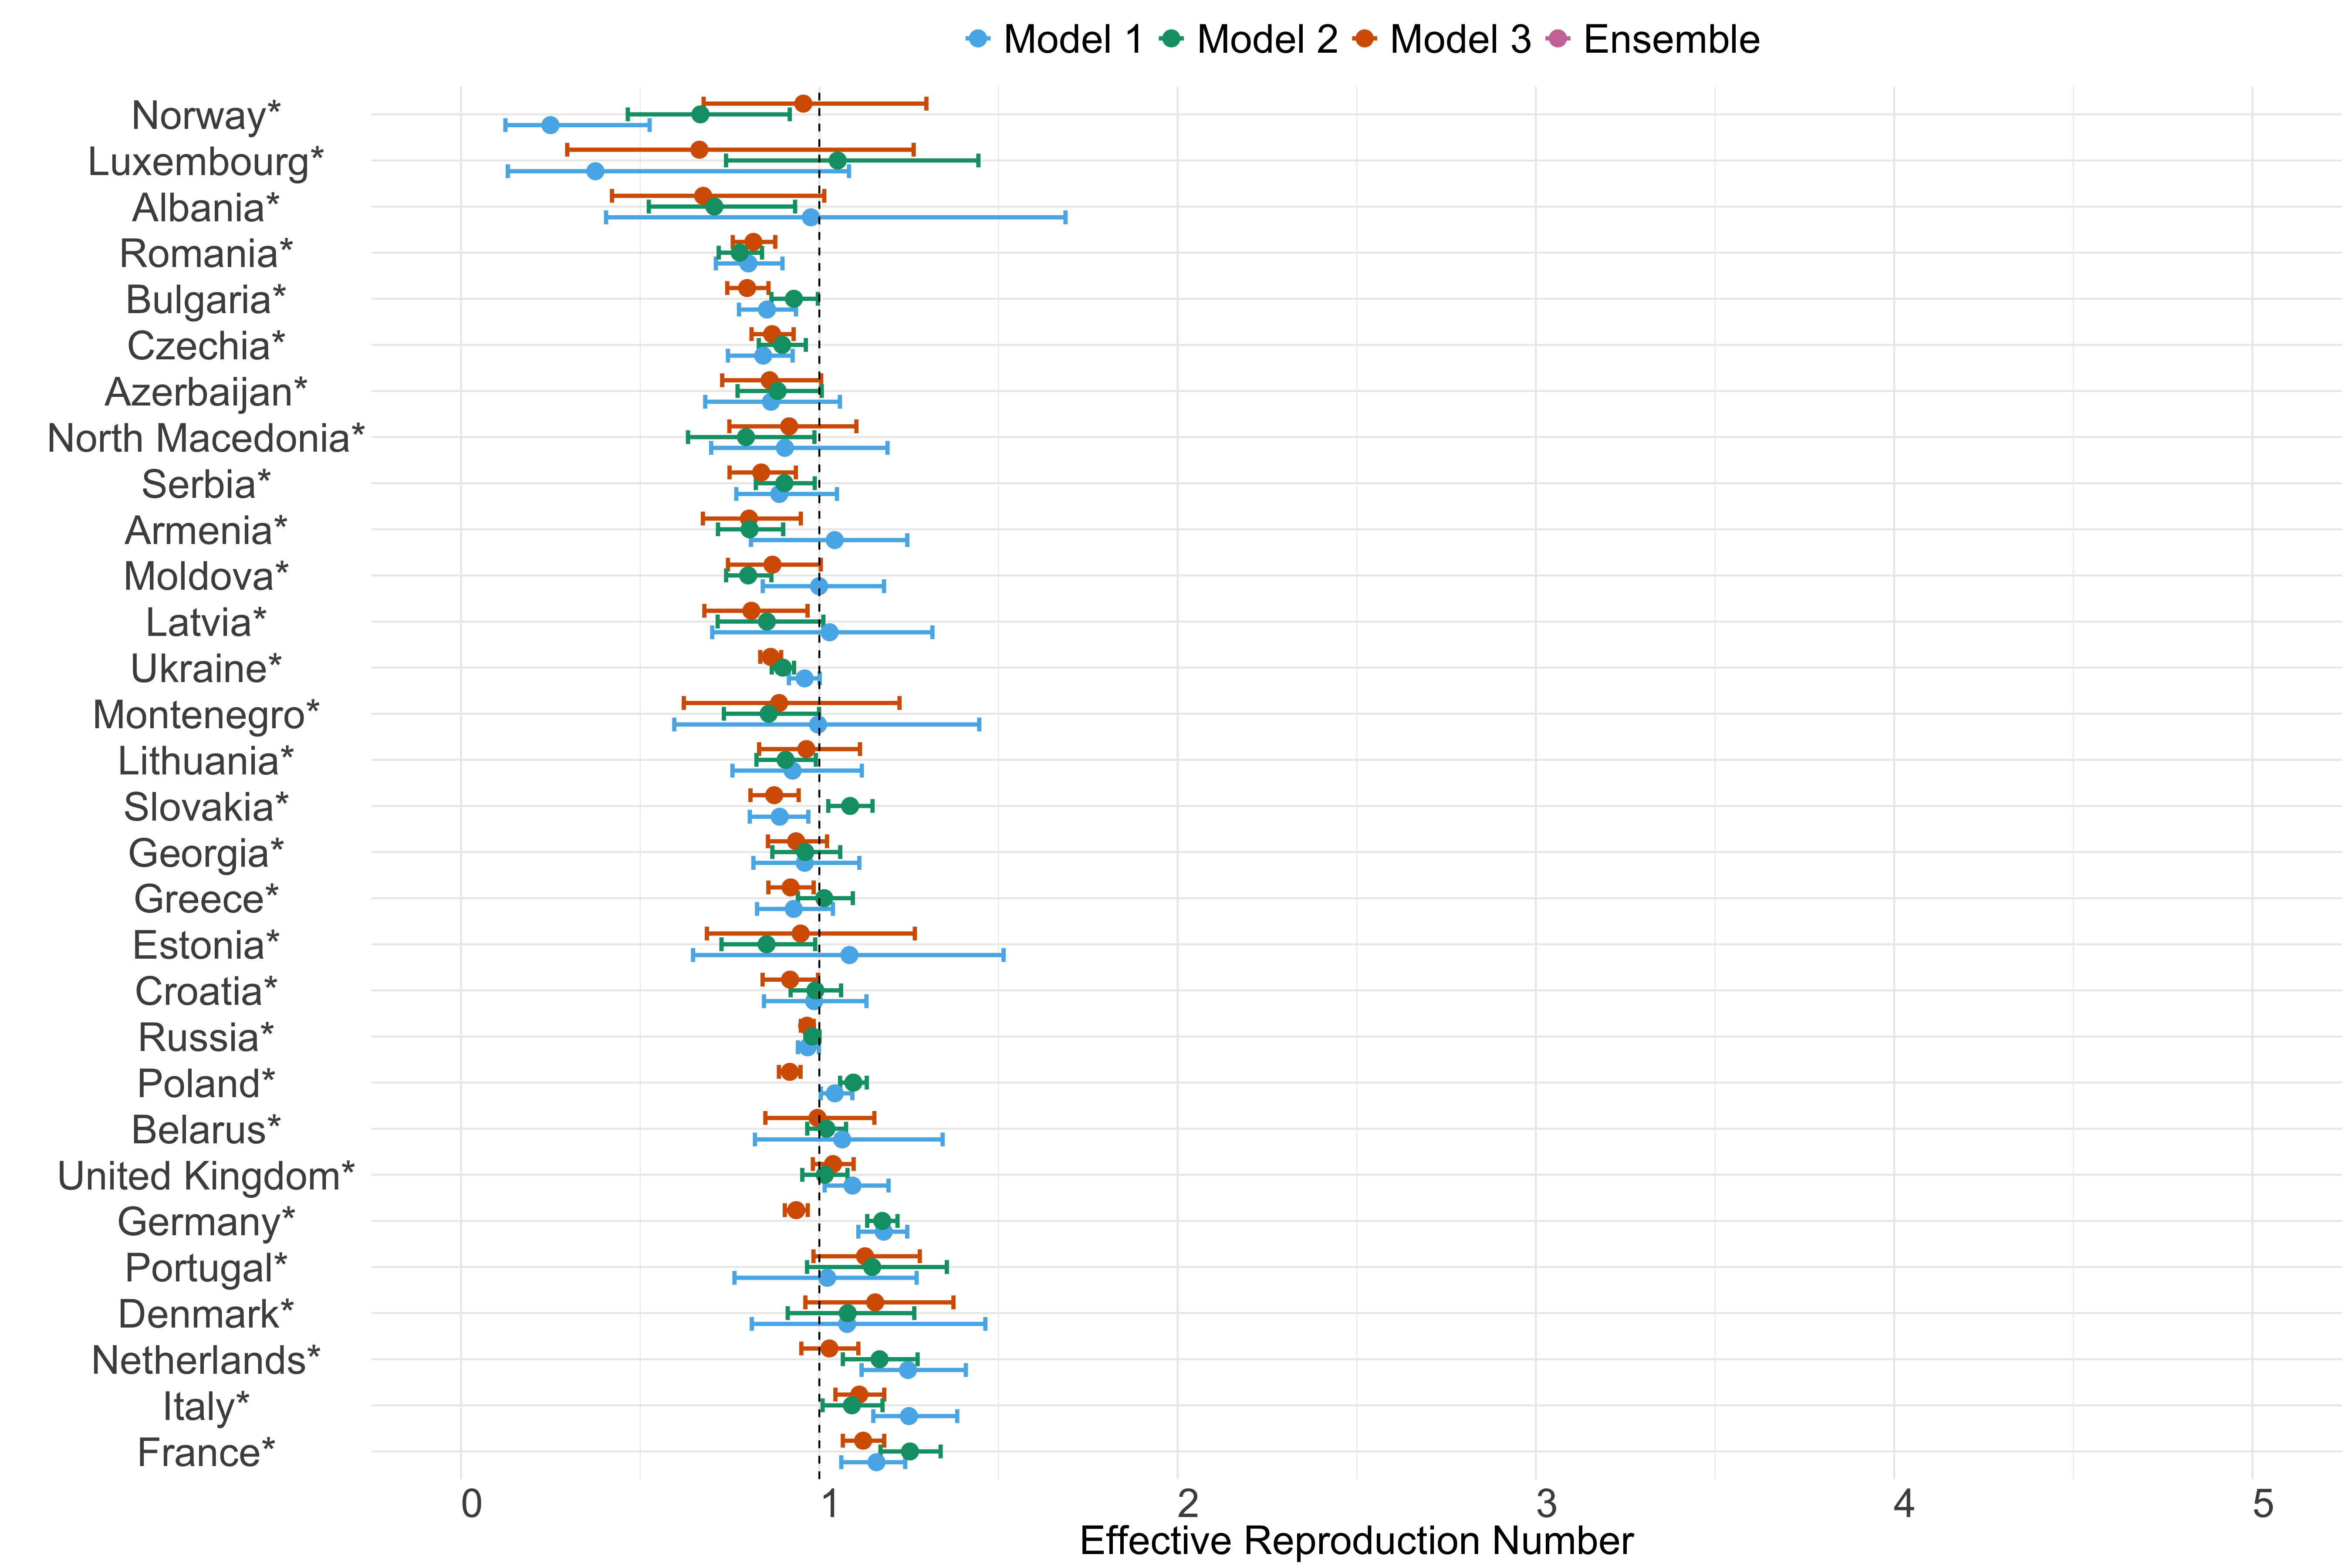 Model 1 Model 2 Model 3 Ensemble
Norway*
Luxembourg*
Albania*
Romania*
Bulgaria*
Czechia*
Azerbaijan*
North Macedonia*
Serbia*
Armenia*
Moldova*
Latvia*
Ukraine*
Montenegro*
Lithuania*
Slovakia*
Georgia*
Greece*
Estonia*
Croatia*
Russia*
Poland*
Belarus*
United Kingdom*
Germany*
Portugal*
Denmark*
Netherlands*
Italy*
France*
0 1 2 3 4 5
Effective Reproduction Number